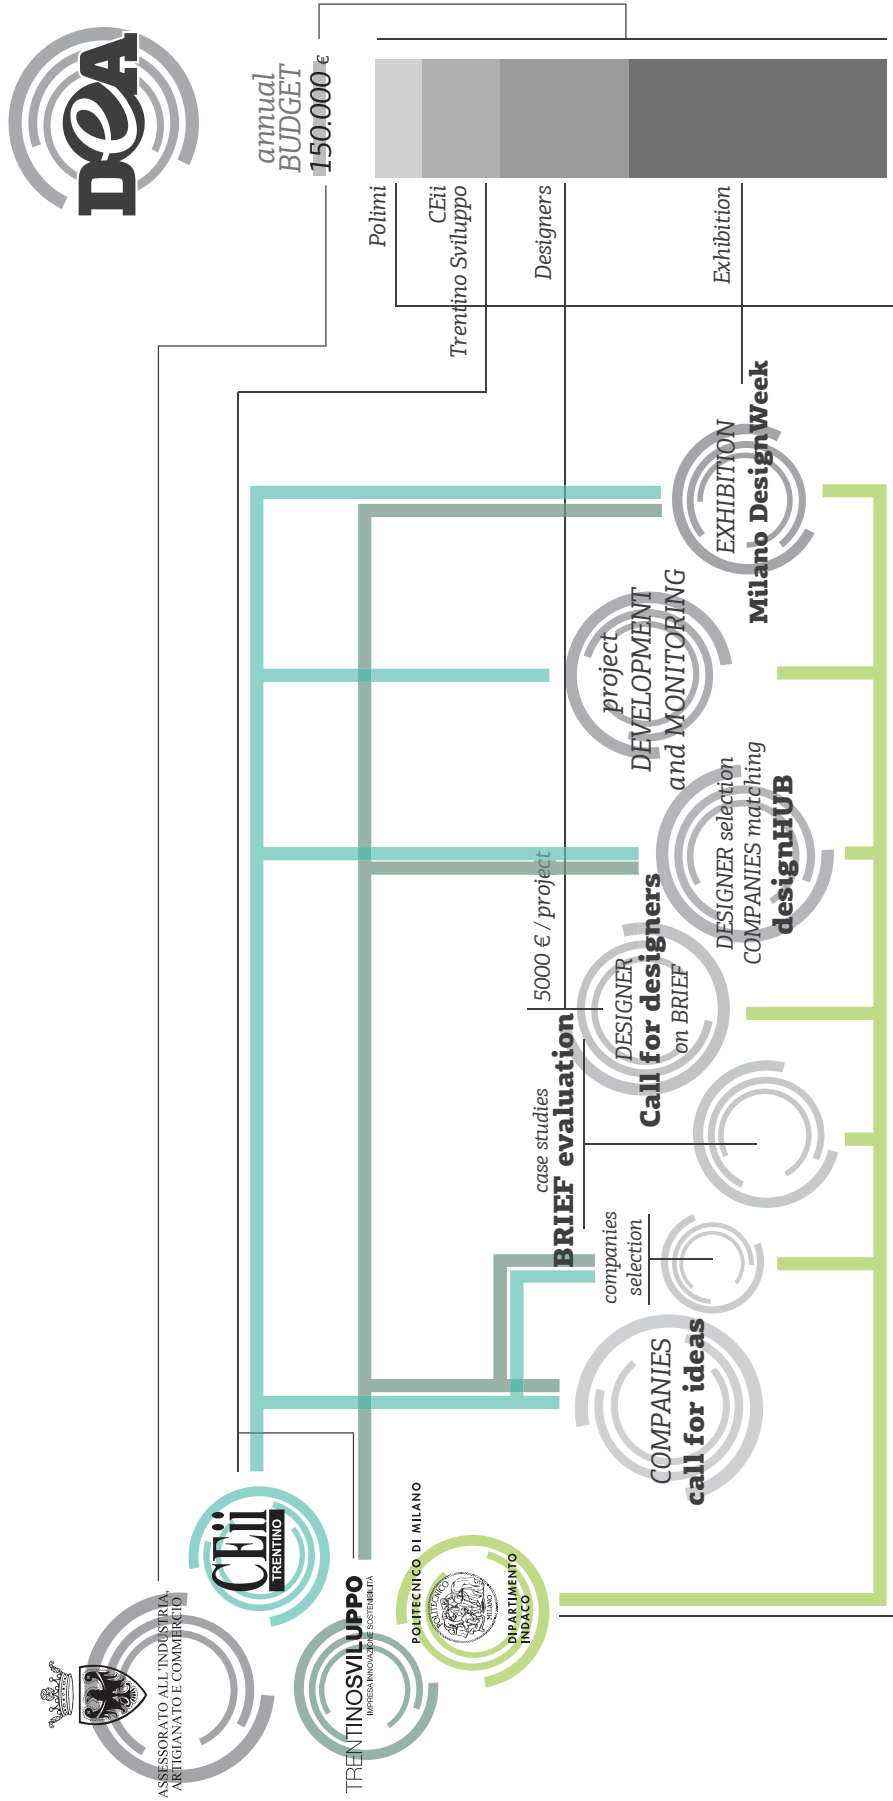 DeA
annual
BUDGET
150.000 €
Polimi
CEii
Trentino Sviluppo
Designers
Exhibition
EXHIBITION
Milano DesignWeek
project
DEVELOPMENT
and MONITORING
DESIGNER selection
COMPANIES matching
designHUB
5000 € / project
DESIGNER
Call for designers
on BRIEF
case studies
BRIEF evaluation
companies
selection
COMPANIES
call for ideas
ASSESSORATO ALL'INDUSTRIA,
ARTIGIANATO E COMMERCIO
CEii
TRENTINO
TRENTINOSVILUPPO
IMPRESA INNOVAZIONE SOSTENIBILITÀ
POLITECNICO DI MILANO
POLITECNICO
MILANO
DIPARTIMENTO
INDACO